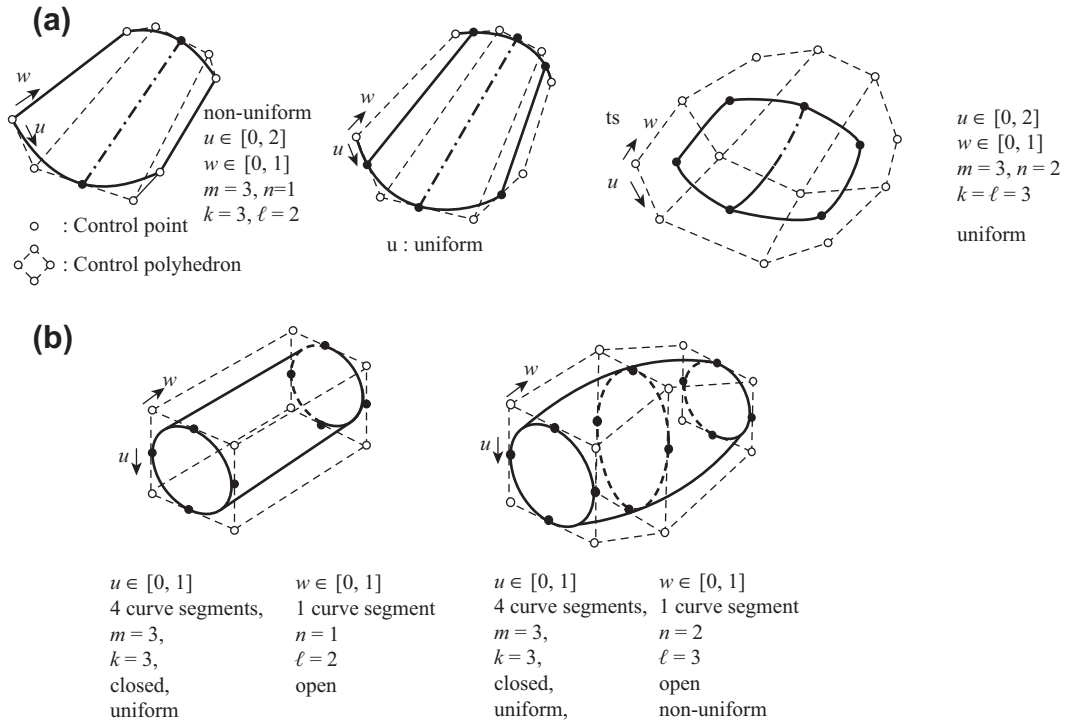 (a)
w
u
non-uniform
u ∈ [0, 2]
w ∈ [0, 1]
m = 3, n=1
k = 3, ℓ = 2
: Control point
: Control polyhedron
w
u
u : uniform
ts
w
u
u ∈ [0, 2]
w ∈ [0, 1]
m = 3, n = 2
k = ℓ = 3
uniform
(b)
w
u
u ∈ [0, 1]
4 curve segments,
m = 3,
k = 3,
closed,
uniform
w ∈ [0, 1]
1 curve segment
n = 1
ℓ = 2
open
w
u
u ∈ [0, 1]
4 curve segments,
m = 3,
k = 3,
closed,
uniform,
w ∈ [0, 1]
1 curve segment
n = 2
ℓ = 3
open
non-uniform